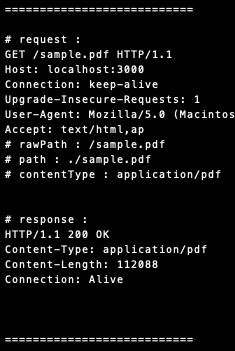 ===========================
# request :
GET /sample.pdf HTTP/1.1
Host: localhost:3000
Connection: keep-alive
Upgrade-Insecure-Requests: 1
User-Agent: Mozilla/5.0 (Macintos
Accept: text/html,ap
# rawPath : /sample.pdf
# path : ./sample.pdf
# contentType : application/pdf
# response :
HTTP/1.1 200 OK
Content-Type: application/pdf
Content-Length: 112088
Connection: Alive
===========================